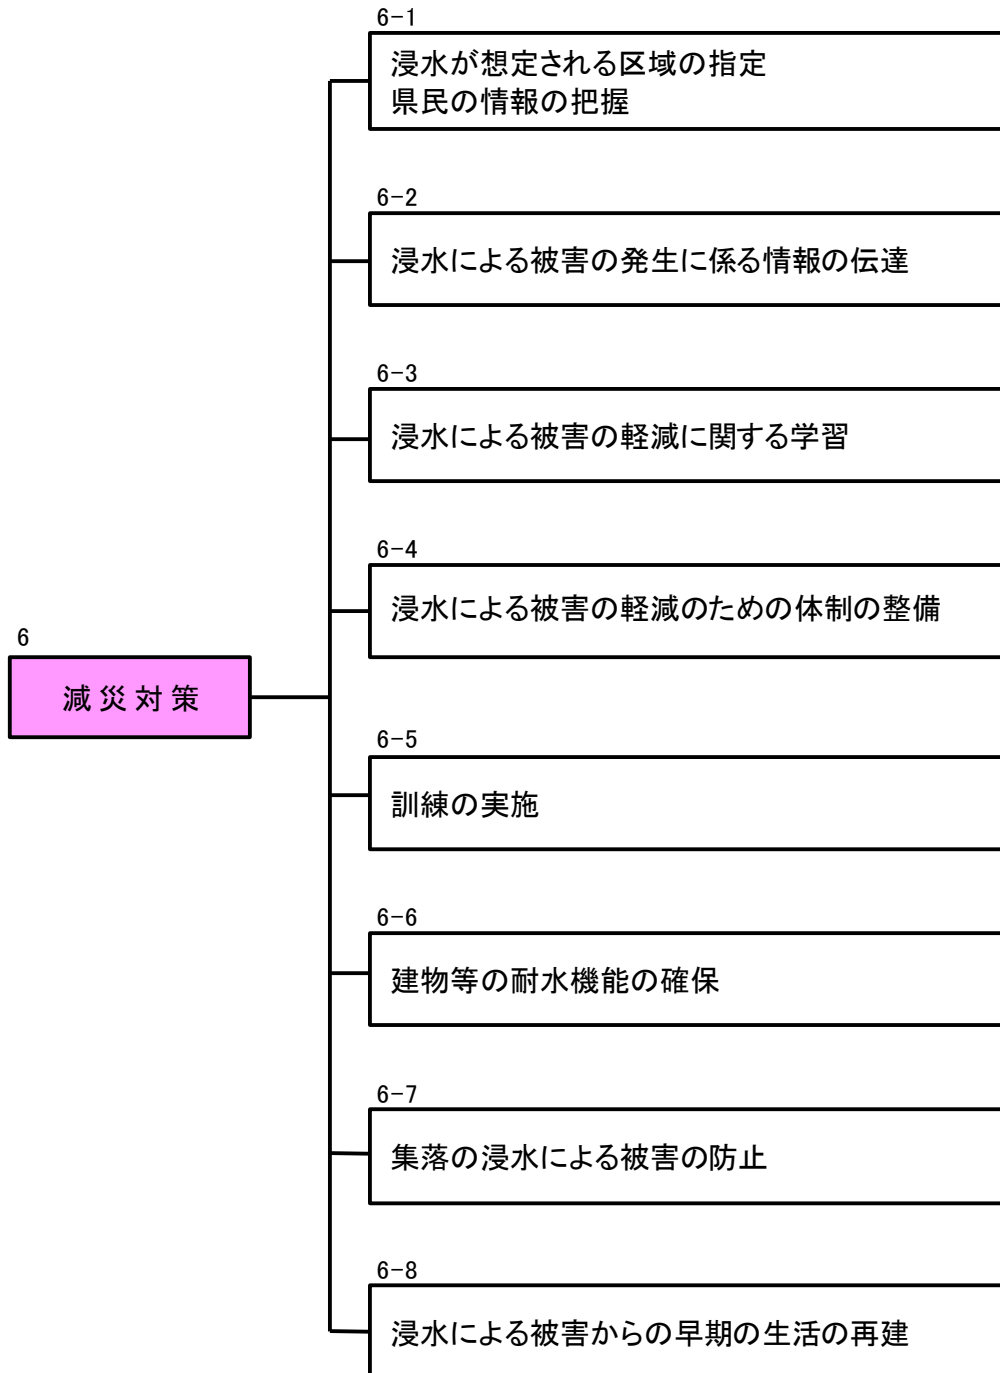 6-1
浸水が想定される区域の指定
県民の情報の把握
6-2
浸水による被害の発生に係る情報の伝達
6-3
浸水による被害の軽減に関する学習
6-4
浸水による被害の軽減のための体制の整備
6
減災対策
6-5
訓練の実施
6-6
建物等の耐水機能の確保
6-7
集落の浸水による被害の防止
6-8
浸水による被害からの早期の生活の再建